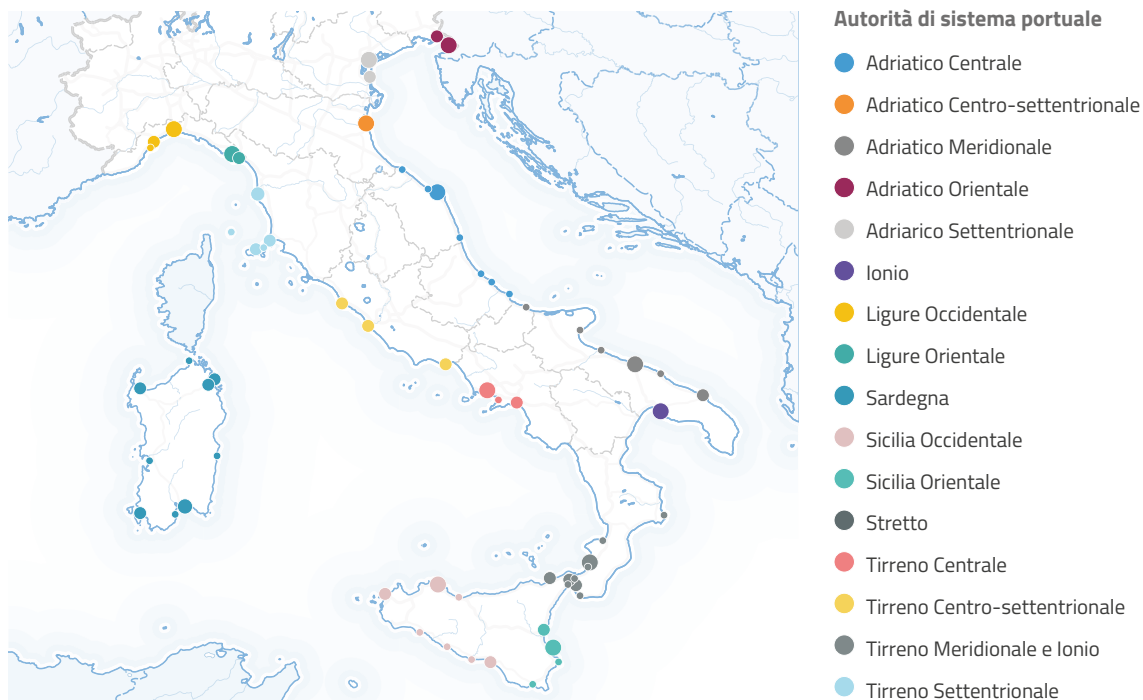 Autorità di sistema portuale
Adriatico Centrale
Adriatico Centro-settentrionale
Adriatico Meridionale
Adriatico Orientale
Adriarico Settentrionale
Ionio
Ligure Occidentale
Ligure Orientale
Sardegna
Sicilia Occidentale
Sicilia Orientale
Stretto
Tirreno Centrale
Tirreno Centro-settentrionale
Tirreno Meridionale e Ionio
Tirreno Settentrionale